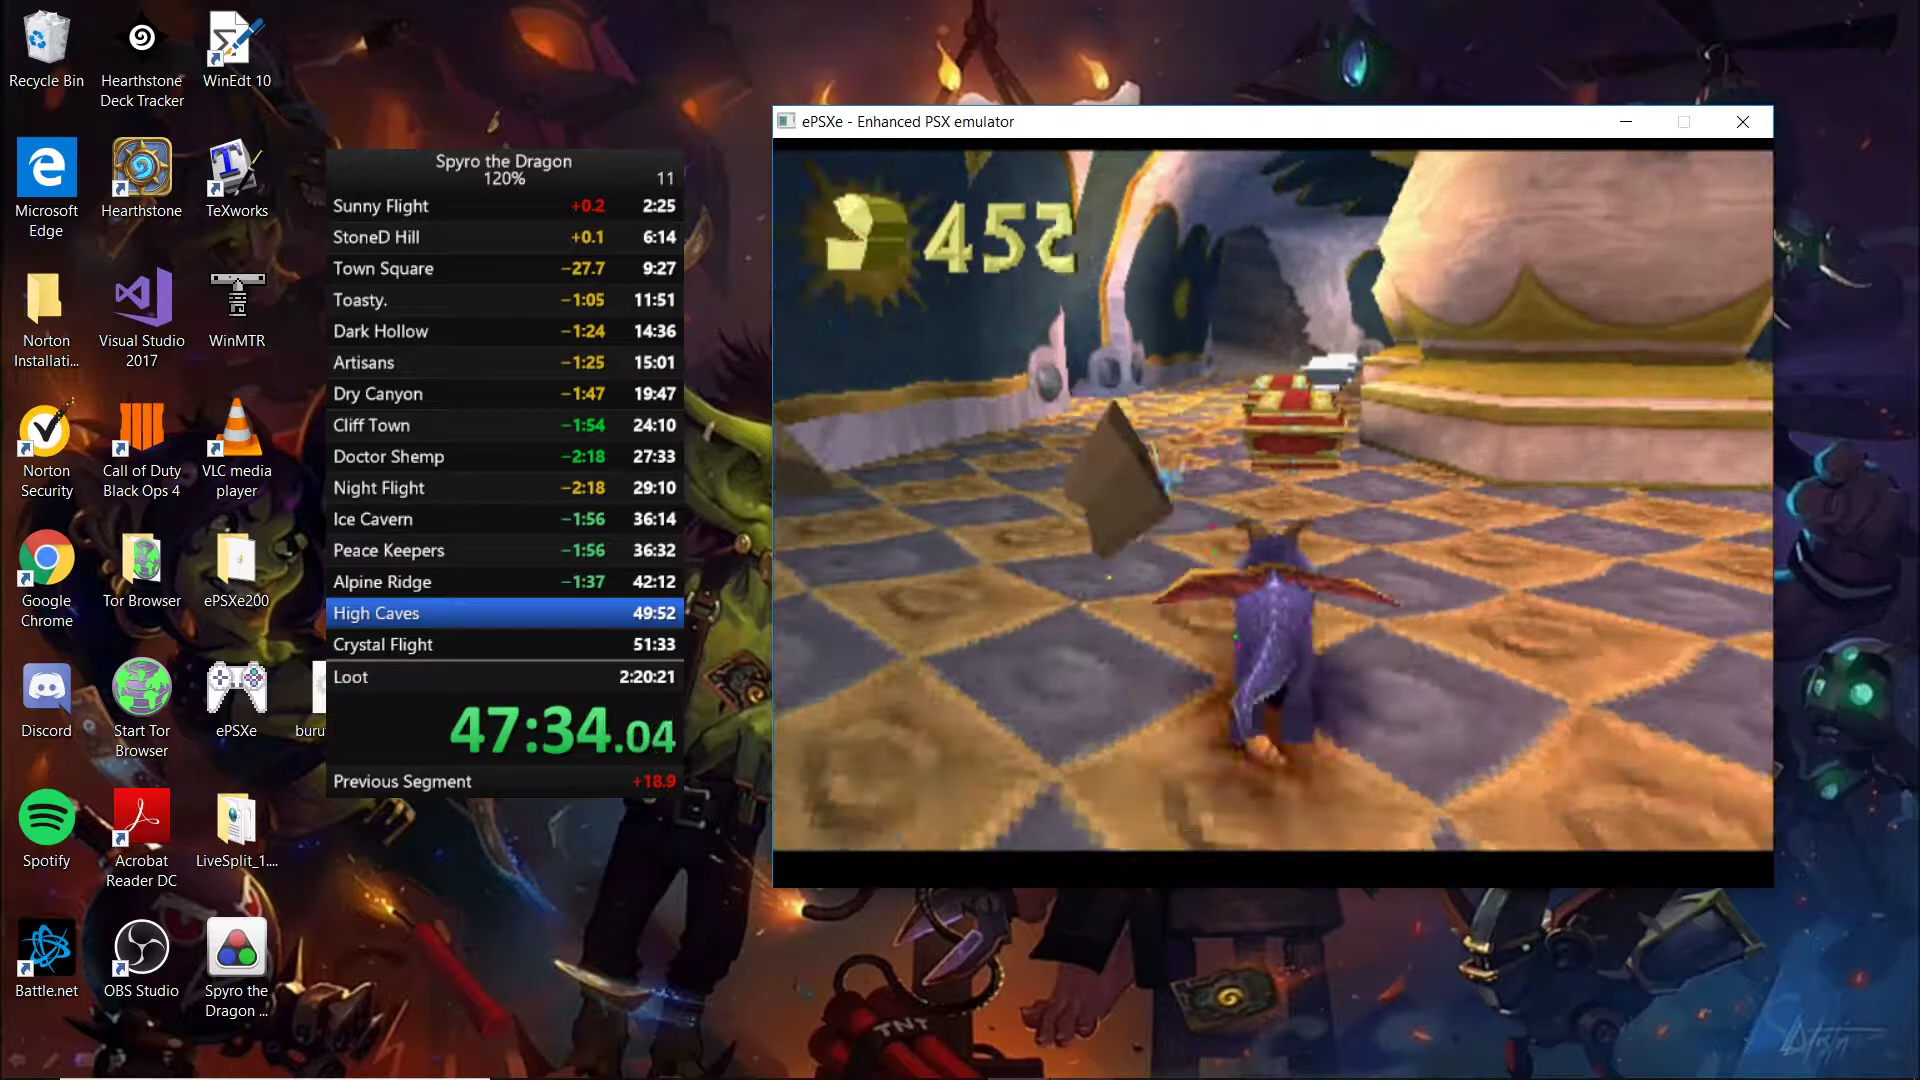 Recycle Bin
Hearthstone
Deck Tracker
WinEdt 10
Microsoft
Edge
Hearthstone
TeXworks
Norton
Installati...
Visual Studio
2017
WinMTR
Norton
Security
Call of Duty
Black Ops 4
VLC media
player
Google
Chrome
Tor Browser
ePSXe200
Discord
Start Tor
Browser
ePSXe
buru
Spotify
Acrobat
Reader DC
LiveSplit_1....
Battle.net
OBS Studio
Spyro the
Dragon ...
Spyro the Dragon
120% 11
Sunny Flight +0.2 2:25
StoneD Hill +0.1 6:14
Town Square −27.7 9:27
Toasty. −1:05 11:51
Dark Hollow −1:24 14:36
Artisans −1:25 15:01
Dry Canyon −1:47 19:47
Cliff Town −1:54 24:10
Doctor Shemp −2:18 27:33
Night Flight −2:18 29:10
Ice Cavern −1:56 36:14
Peace Keepers −1:56 36:32
Alpine Ridge −1:37 42:12
High Caves 49:52
Crystal Flight 51:33
Loot 2:20:21
47:34.04
Previous Segment +18.9
ePSXe - Enhanced PSX emulator
452
TNT